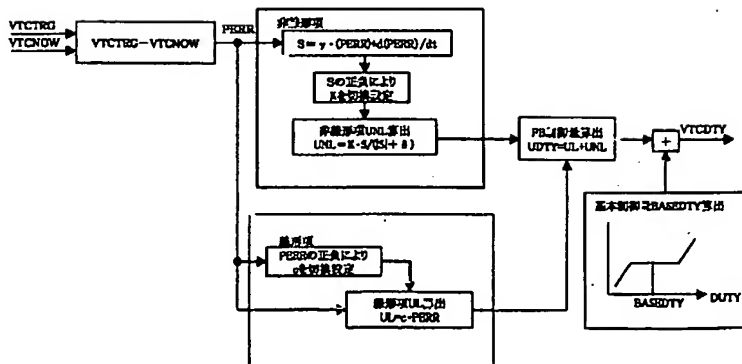 VTCTRG
VTCNOW
VTCTRG-VTCNOW
PERR
非線形項
S=γ・(PERR)+d(PERR)/dt
Sの正負により
Kを切換設定
非線形項UNL算出
UNL=K・S/(|S|+δ)
線形項
PERRの正負により
cを切換設定
線形項UL算出
UL=c・PERR
FB制御量算出
UDTY=UL+UNL
+
VTCDTY
基本制御量BASEDTY算出
BASEDTY
DUTY